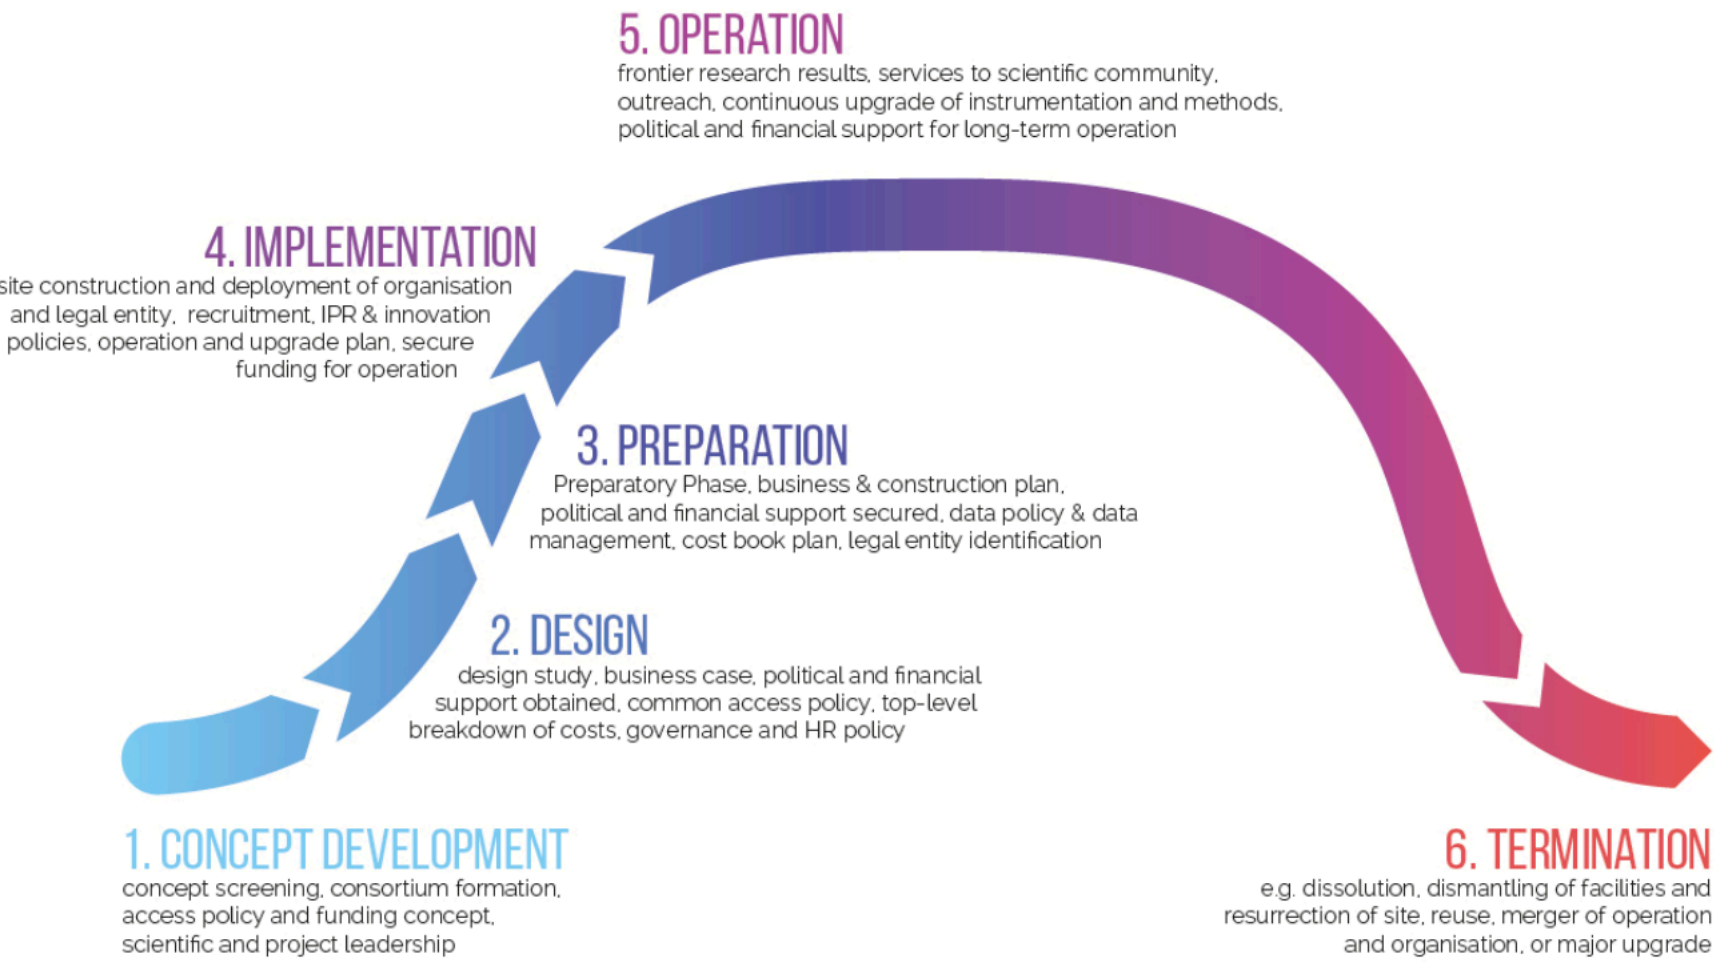 5. OPERATION
frontier research results, services to scientific community,
outreach, continuous upgrade of instrumentation and methods,
political and financial support for long-term operation
4. IMPLEMENTATION
site construction and deployment of organisation
and legal entity, recruitment, IPR & innovation
policies, operation and upgrade plan, secure
funding for operation
3. PREPARATION
Preparatory Phase, business & construction plan,
political and financial support secured, data policy & data
management, cost book plan, legal entity identification
2. DESIGN
design study, business case, political and financial
support obtained, common access policy, top-level
breakdown of costs, governance and HR policy
1. CONCEPT DEVELOPMENT
concept screening, consortium formation,
access policy and funding concept,
scientific and project leadership
6. TERMINATION
e.g. dissolution, dismantling of facilities and
resurrection of site, reuse, merger of operation
and organisation, or major upgrade